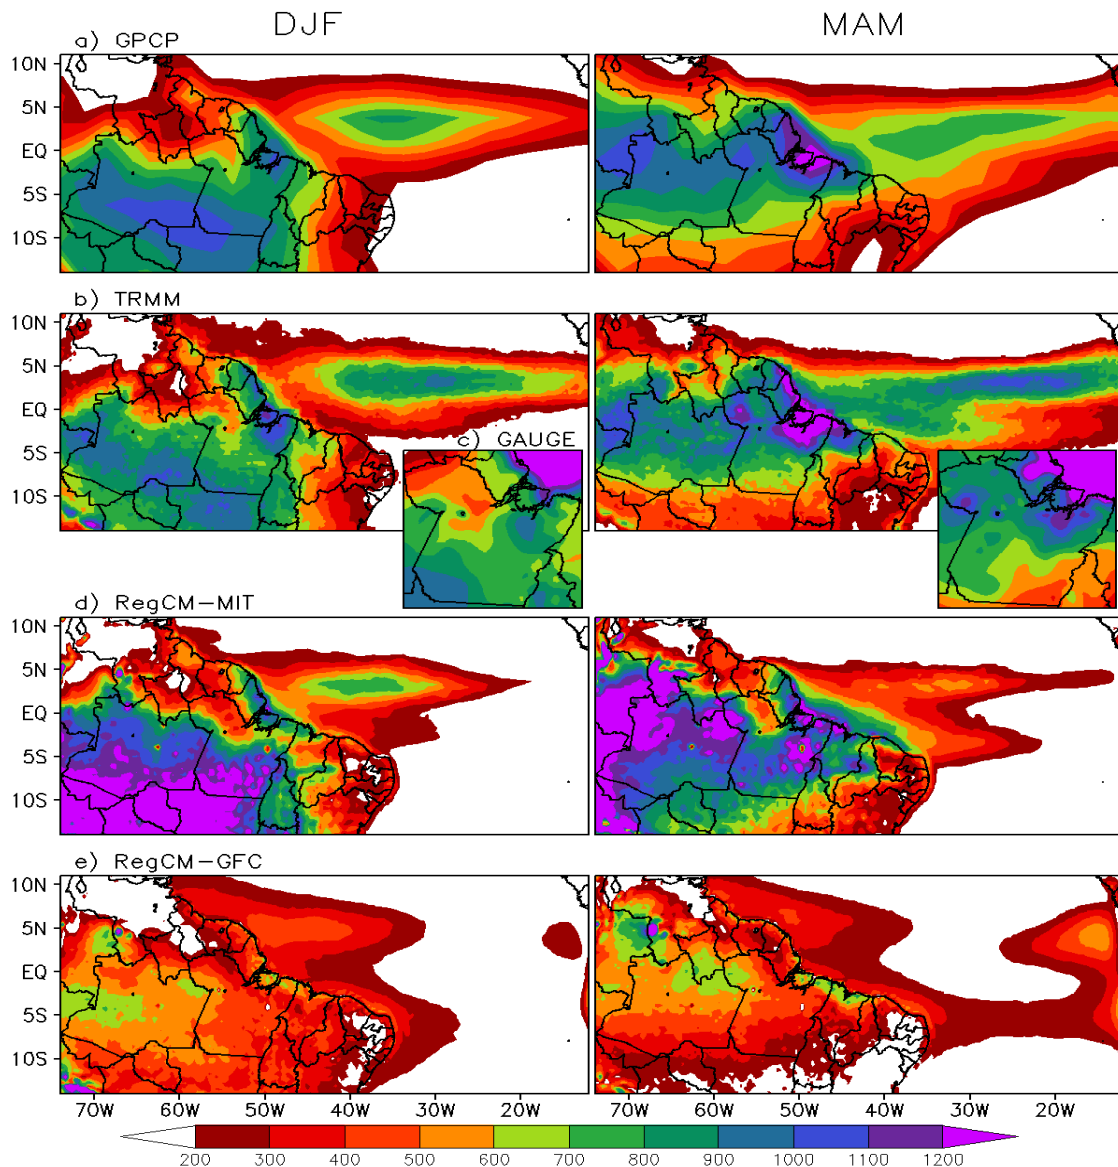 DJF MAM
a) GPCP
10N
5N
EQ
5S
10S
b) TRMM
10N
5N
EQ
5S
10S
c) GAUGE
d) RegCM-MIT
10N
5N
EQ
5S
10S
e) RegCM-GFC
10N
5N
EQ
5S
10S
70W 60W 50W 40W 30W 20W 70W 60W 50W 40W 30W 20W
200 300 400 500 600 700 800 900 1000 1100 1200